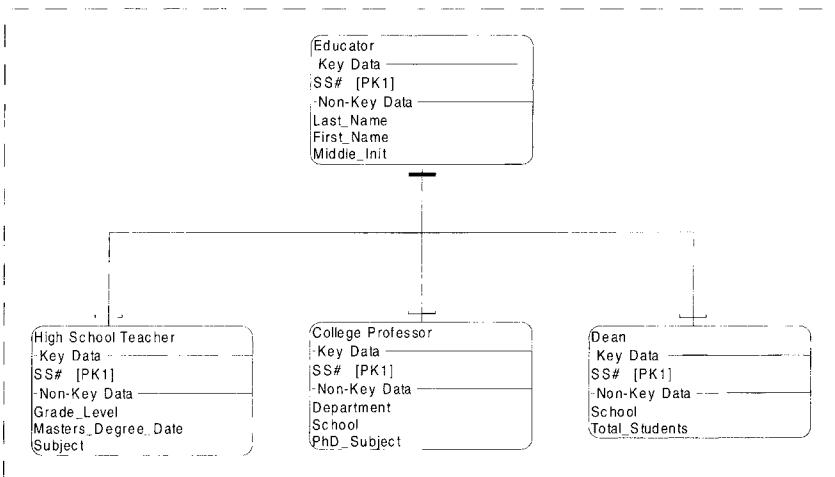 Educator
Key Data
SS# [PK1]
Non-Key Data
Last_Name
First_Name
Middle_Init
High School Teacher
Key Data
SS# [PK1]
Non-Key Data
Grade_Level
Masters_Degree_Date
Subject
College Professor
Key Data
SS# [PK1]
Non-Key Data
Department
School
PhD_Subject
Dean
Key Data
SS# [PK1]
Non-Key Data
School
Total_Students